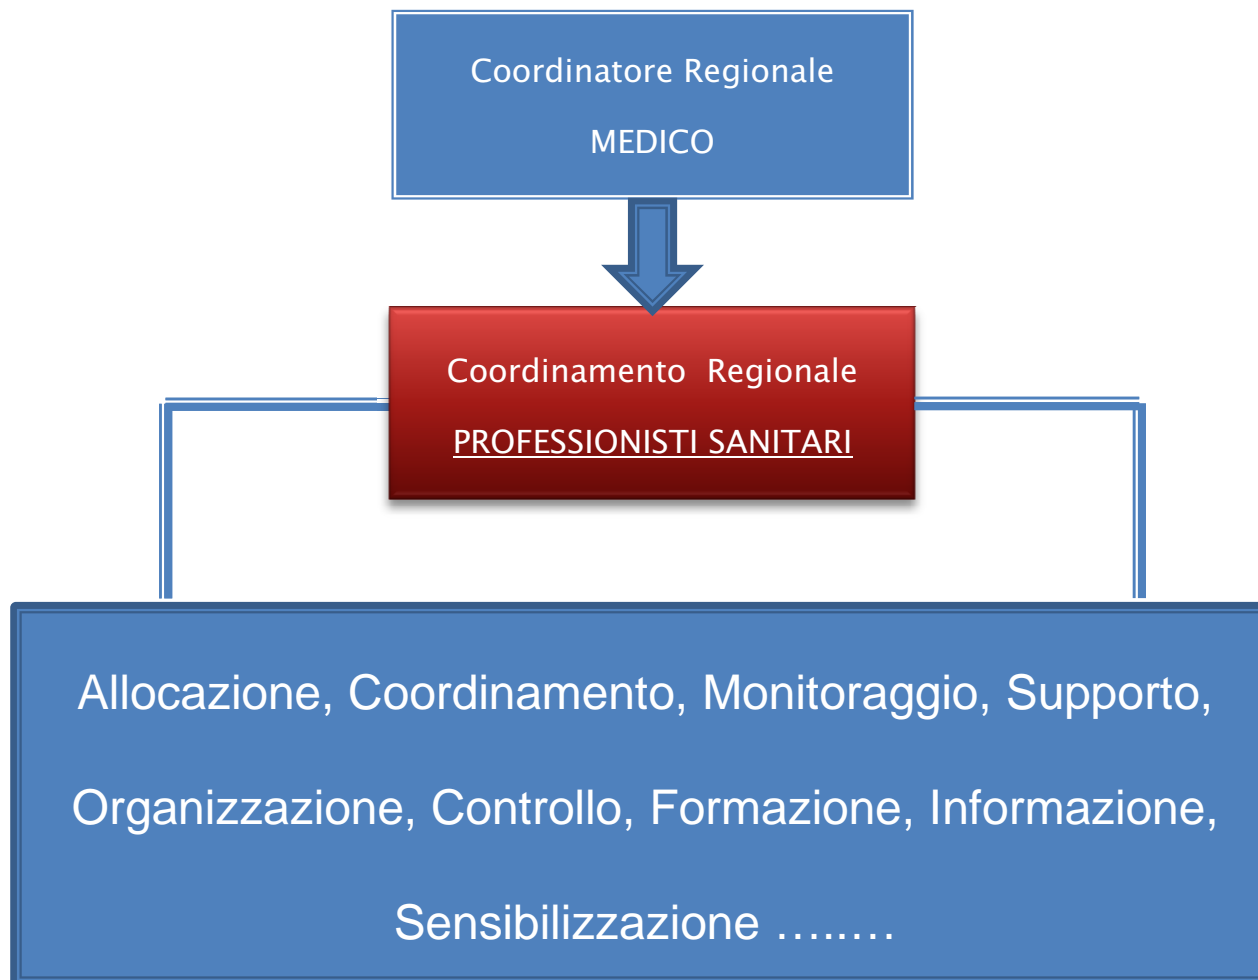 Coordinatore Regionale
MEDICO
Coordinamento  Regionale
PROFESSIONISTI SANITARI
Allocazione, Coordinamento, Monitoraggio, Supporto,
Organizzazione, Controllo, Formazione, Informazione,
Sensibilizzazione …..…